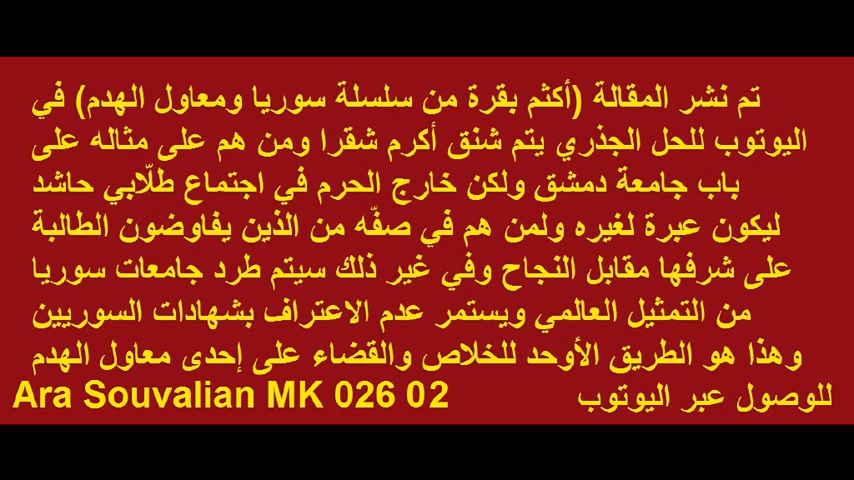 تم نشر المقالة (أكثم بقرة من سلسلة سوريا ومعاول الهدم) في
اليوتوب للحل الجذري يتم شنق أكرم شقرا ومن هم على مثاله على
باب جامعة دمشق ولكن خارج الحرم في اجتماع طلّابي حاشد
ليكون عبرة لغيره ولمن هم في صفّه من الذين يفاوضون الطالبة
على شرفها مقابل النجاح وفي غير ذلك سيتم طرد جامعات سوريا
من التمثيل العالمي ويستمر عدم الاعتراف بشهادات السوريين
وهذا هو الطريق الأوحد للخلاص والقضاء على إحدى معاول الهدم
للوصول عبر اليوتوب Ara Souvalian MK 026 02